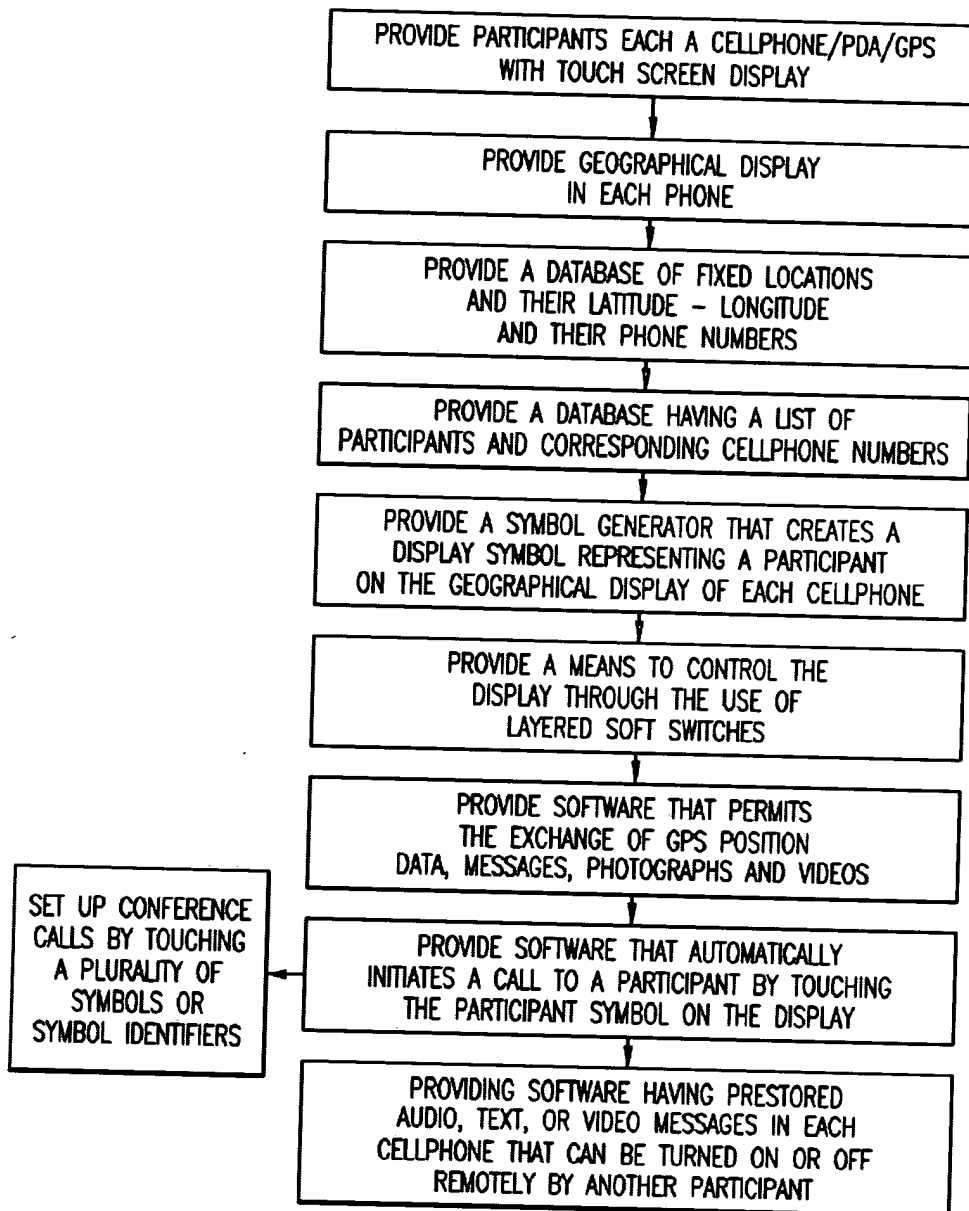 PROVIDE PARTICIPANTS EACH A CELLPHONE/PDA/GPS
WITH TOUCH SCREEN DISPLAY
PROVIDE GEOGRAPHICAL DISPLAY
IN EACH PHONE
PROVIDE A DATABASE OF FIXED LOCATIONS
AND THEIR LATITUDE – LONGITUDE
AND THEIR PHONE NUMBERS
PROVIDE A DATABASE HAVING A LIST OF
PARTICIPANTS AND CORRESPONDING CELLPHONE NUMBERS
PROVIDE A SYMBOL GENERATOR THAT CREATES A
DISPLAY SYMBOL REPRESENTING A PARTICIPANT
ON THE GEOGRAPHICAL DISPLAY OF EACH CELLPHONE
PROVIDE A MEANS TO CONTROL THE
DISPLAY THROUGH THE USE OF
LAYERED SOFT SWITCHES
PROVIDE SOFTWARE THAT PERMITS
THE EXCHANGE OF GPS POSITION
DATA, MESSAGES, PHOTOGRAPHS AND VIDEOS
PROVIDE SOFTWARE THAT AUTOMATICALLY
INITIATES A CALL TO A PARTICIPANT BY TOUCHING
THE PARTICIPANT SYMBOL ON THE DISPLAY
SET UP CONFERENCE
CALLS BY TOUCHING
A PLURALITY OF
SYMBOLS OR
SYMBOL IDENTIFIERS
PROVIDING SOFTWARE HAVING PRESTORED
AUDIO, TEXT, OR VIDEO MESSAGES IN EACH
CELLPHONE THAT CAN BE TURNED ON OR OFF
REMOTELY BY ANOTHER PARTICIPANT